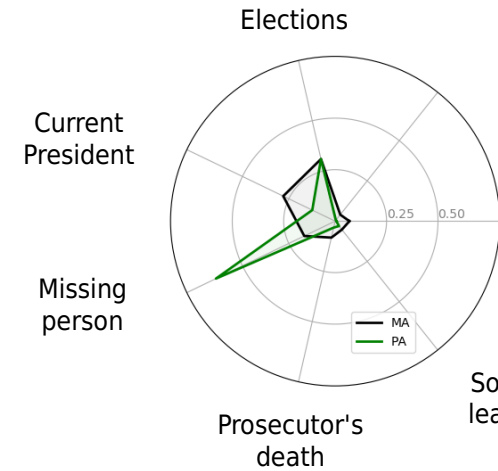 Elections
Current
President
0.25
0.50
Missing
person
MA
PA
Prosecutor's
death